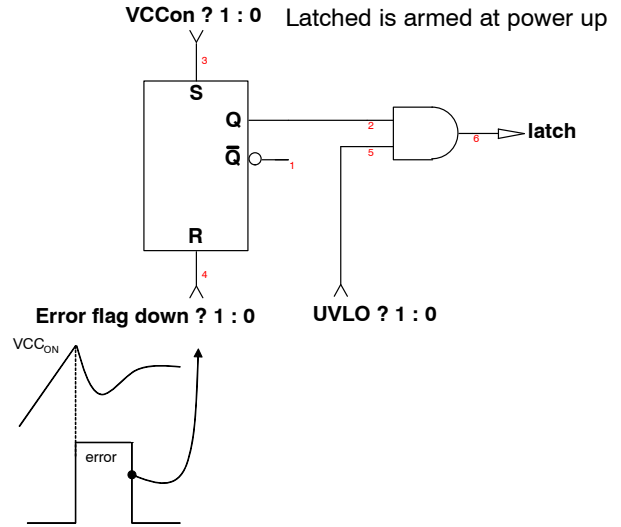 VCCon ? 1 : 0
Latched is armed at power up
3
S
Q
2
6
latch
Q̅
1
5
R
4
Error flag down ? 1 : 0
UVLO ? 1 : 0
VCCON
error